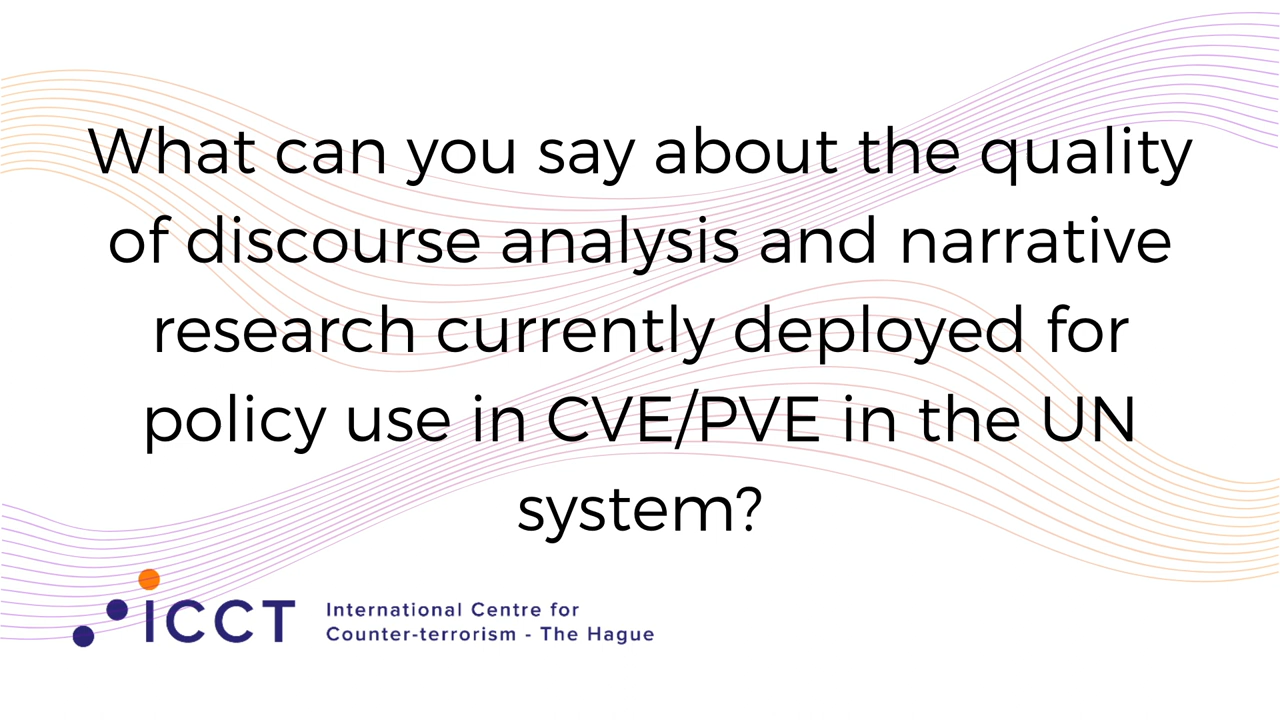 What can you say about the quality
of discourse analysis and narrative
research currently deployed for
policy use in CVE/PVE in the UN
system?
ICCT
International Centre for
Counter-terrorism - The Hague